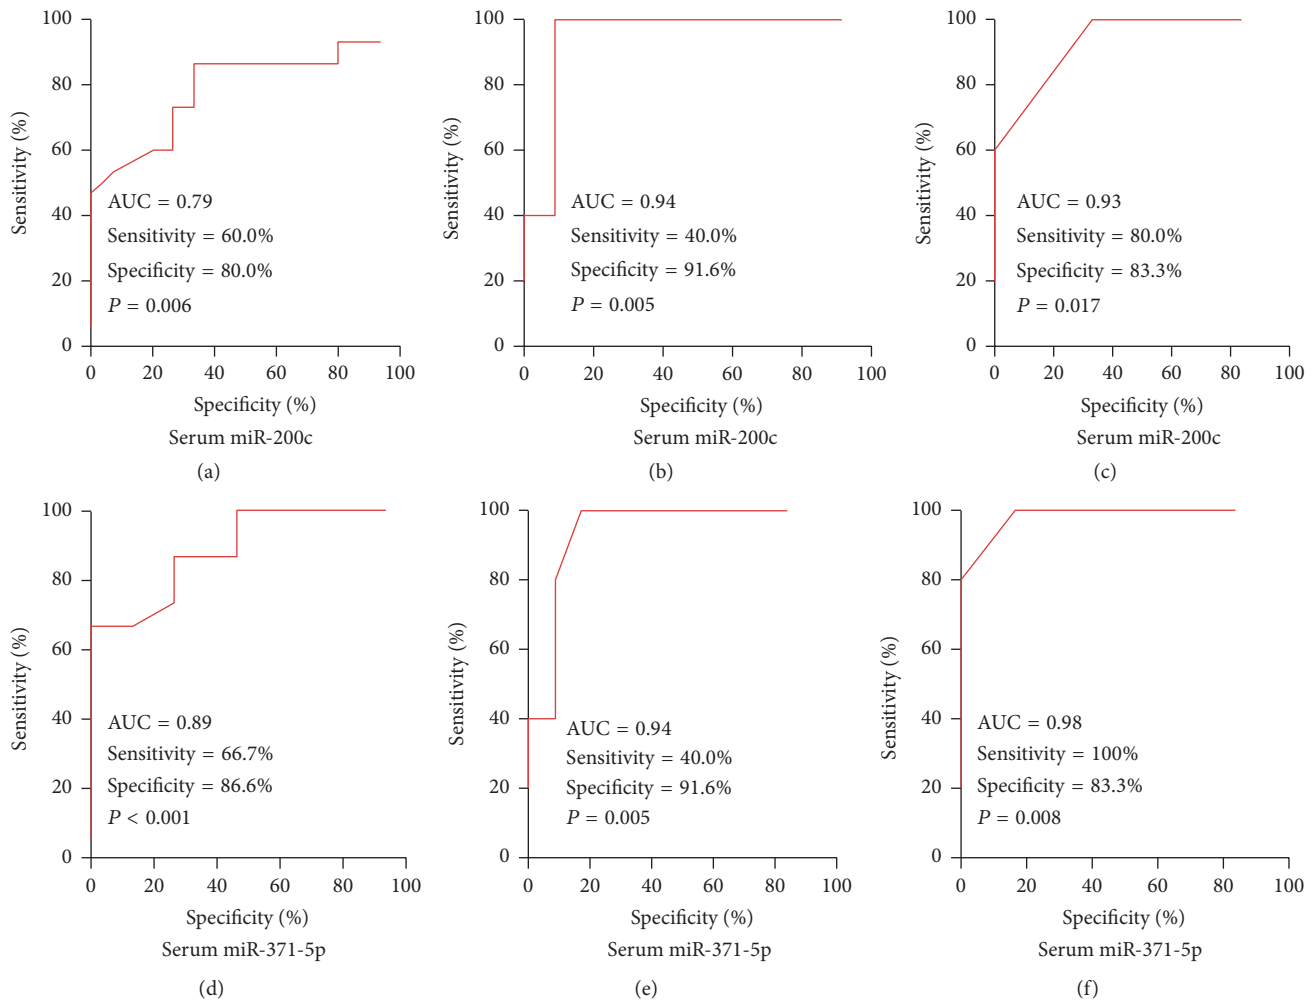 100
80
60
40
20
0
Sensitivity (%)
AUC = 0.79
Sensitivity = 60.0%
Specificity = 80.0%
P = 0.006
0 20 40 60 80 100
Specificity (%)
Serum miR-200c
(a)
100
80
60
40
20
0
Sensitivity (%)
AUC = 0.94
Sensitivity = 40.0%
Specificity = 91.6%
P = 0.005
0 20 40 60 80 100
Specificity (%)
Serum miR-200c
(b)
100
80
60
40
20
0
Sensitivity (%)
AUC = 0.93
Sensitivity = 80.0%
Specificity = 83.3%
P = 0.017
0 20 40 60 80 100
Specificity (%)
Serum miR-200c
(c)
100
80
60
40
20
0
Sensitivity (%)
AUC = 0.89
Sensitivity = 66.7%
Specificity = 86.6%
P < 0.001
0 20 40 60 80 100
Specificity (%)
Serum miR-371-5p
(d)
100
80
60
40
20
0
Sensitivity (%)
AUC = 0.94
Sensitivity = 40.0%
Specificity = 91.6%
P = 0.005
0 20 40 60 80 100
Specificity (%)
Serum miR-371-5p
(e)
100
80
60
40
20
0
Sensitivity (%)
AUC = 0.98
Sensitivity = 100%
Specificity = 83.3%
P = 0.008
0 20 40 60 80 100
Specificity (%)
Serum miR-371-5p
(f)